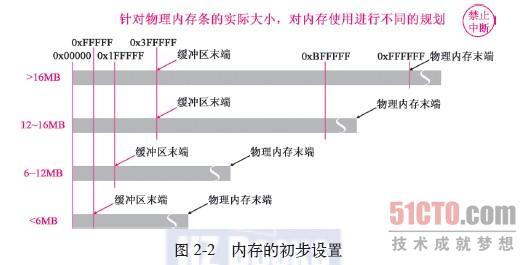 针对物理内存条的实际大小，对内存使用进行不同的规划
禁止
中断
0xFFFFF 0x3FFFFF
0x00000 0x1FFFFF 0xBFFFFF 0xFFFFFF
缓冲区末端 物理内存末端
>16MB
缓冲区末端 物理内存末端
12~16MB
缓冲区末端 物理内存末端
6~12MB
缓冲区末端 物理内存末端
<6MB
51CTO.com
技术成就梦想
图 2-2 内存的初步设置